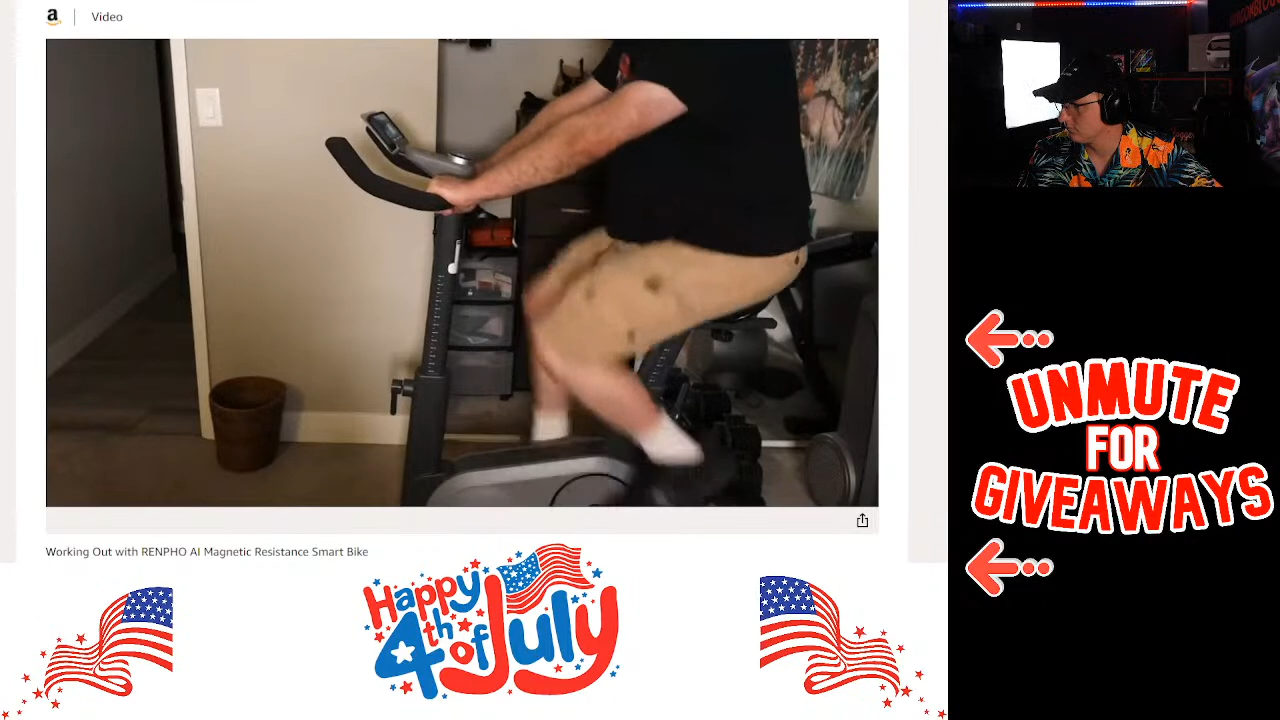 a
Video
Working Out with RENPHO AI Magnetic Resistance Smart Bike
Happy
4th of July
UNMUTE
FOR
GIVEAWAYS